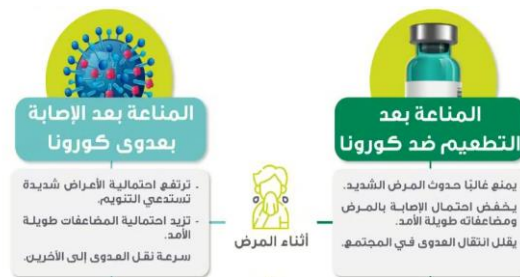 المناعة بعد
التطعيم ضد كورونا
يمنع غالبًا حدوث المرض الشديد.
يخفض احتمال الإصابة بالمرض
ومضاعفاته طويلة الأمد.
يقلل انتقال العدوى في المجتمع.
أثناء المرض
المناعة بعد الإصابة
بعدوى كورونا
. ترتفع احتمالية الأعراض شديدة
تستدعي التنويم.
. تزيد احتمالية المضاعفات طويلة
الأمد.
سرعة نقل العدوى إلى الآخرين.